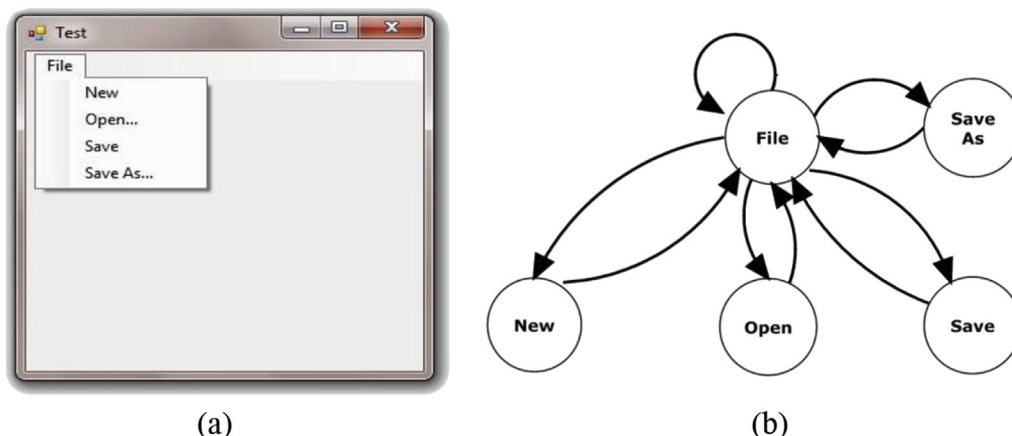 Test
File
New
Open...
Save
Save As...
File
Save
As
New
Open
Save
(a)
(b)